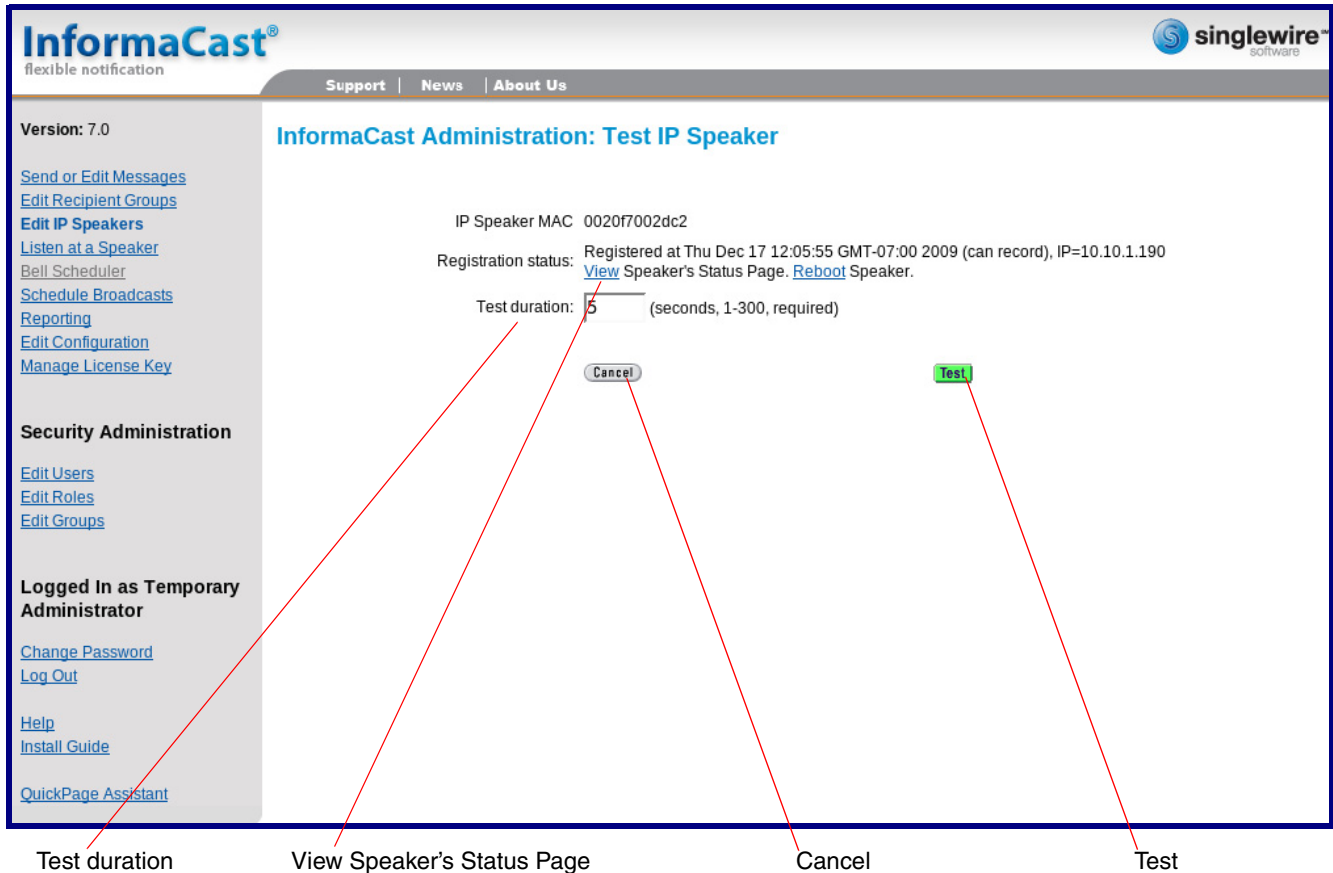 InformaCast®
flexible notification
singlewire™
software
Support | News | About Us
Version: 7.0
Send or Edit Messages
Edit Recipient Groups
Edit IP Speakers
Listen at a Speaker
Bell Scheduler
Schedule Broadcasts
Reporting
Edit Configuration
Manage License Key
Security Administration
Edit Users
Edit Roles
Edit Groups
Logged In as Temporary
Administrator
Change Password
Log Out
Help
Install Guide
QuickPage Assistant
InformaCast Administration: Test IP Speaker
IP Speaker MAC 0020f7002dc2
Registration status: Registered at Thu Dec 17 12:05:55 GMT-07:00 2009 (can record), IP=10.10.1.190
View Speaker's Status Page. Reboot Speaker.
Test duration: 5 (seconds, 1-300, required)
Cancel Test
Test duration View Speaker’s Status Page Cancel Test